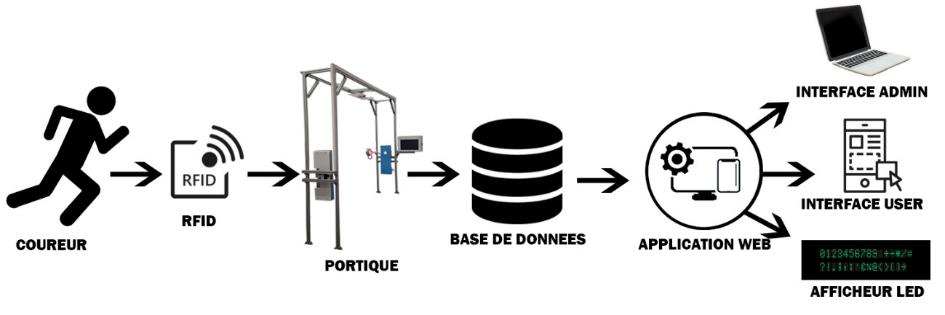 INTERFACE ADMIN
RFID
INTERFACE USER
COUREUR
RFID
PORTIQUE
BASE DE DONNEES
APPLICATION WEB
0123456789
AFFICHEUR LED